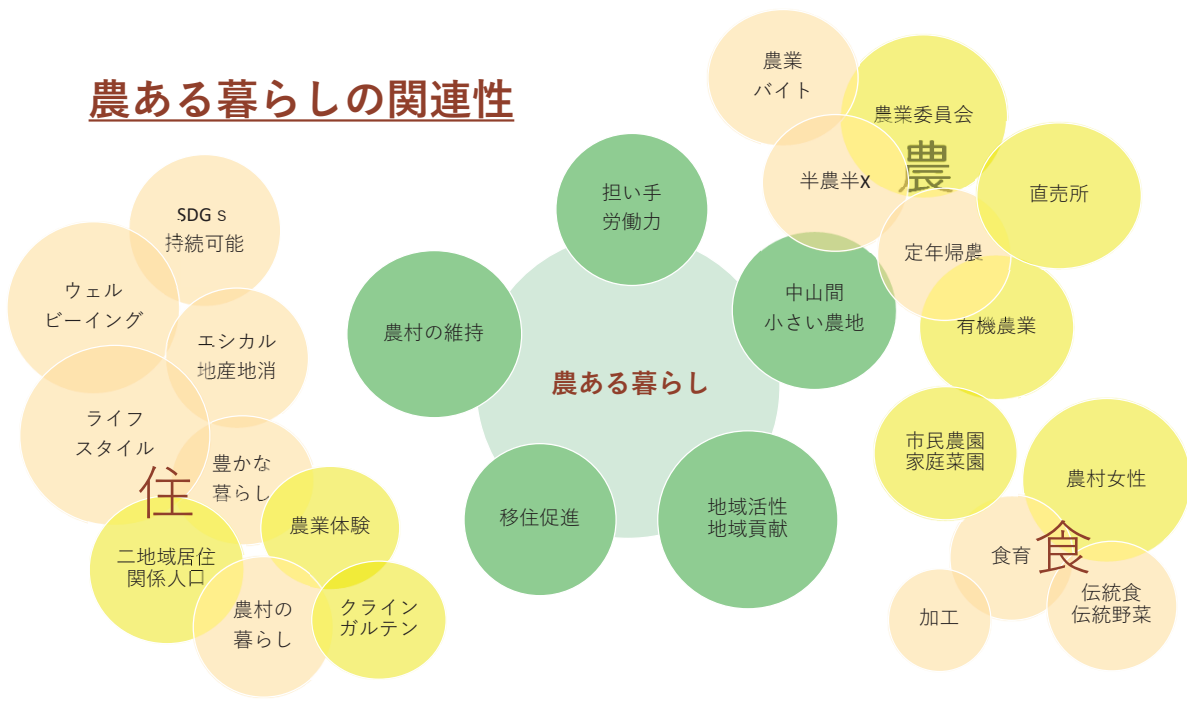 農ある暮らしの関連性
農業
バイト
農業委員会
農
半農半X
直売所
定年帰農
有機農業
担い手
労働力
中山間
小さい農地
農村の維持
農ある暮らし
移住促進
地域活性
地域貢献
SDGｓ
持続可能
ウェル
ビーイング
エシカル
地産地消
ライフ
スタイル
住
豊かな
暮らし
農業体験
二地域居住
関係人口
農村の
暮らし
クライン
ガルテン
市民農園
家庭菜園
農村女性
食育
食
伝統食
伝統野菜
加工